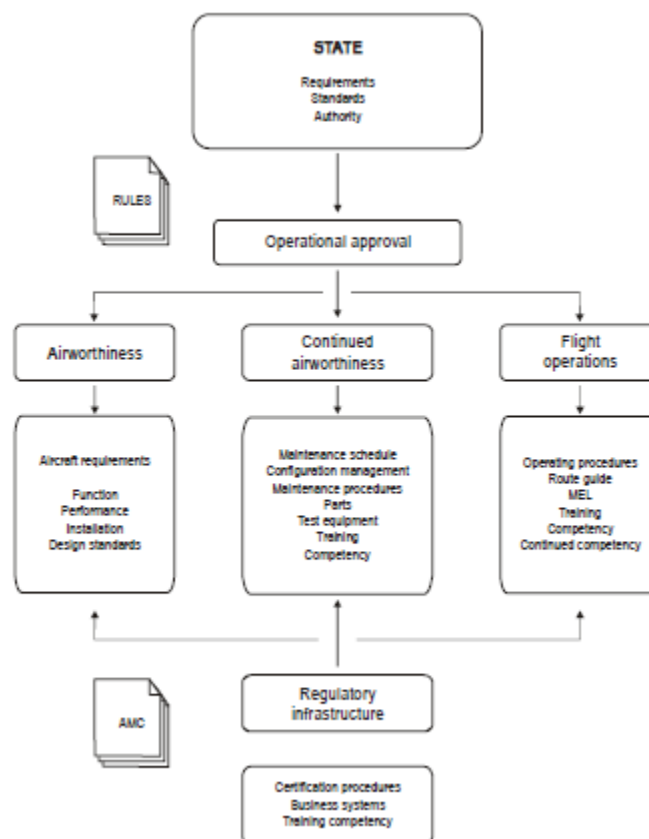 STATE
Requirements
Standards
Authority
RULES
Operational approval
Airworthiness
Continued
airworthiness
Flight
operations
Aircraft requirements
Function
Performance
Installation
Design standards
Maintenance schedule
Configuration management
Maintenance procedures
Parts
Test equipment
Training
Competency
Operating procedures
Route guide
MEL
Training
Competency
Continued competency
AMC
Regulatory
infrastructure
Certification procedures
Business systems
Training competency